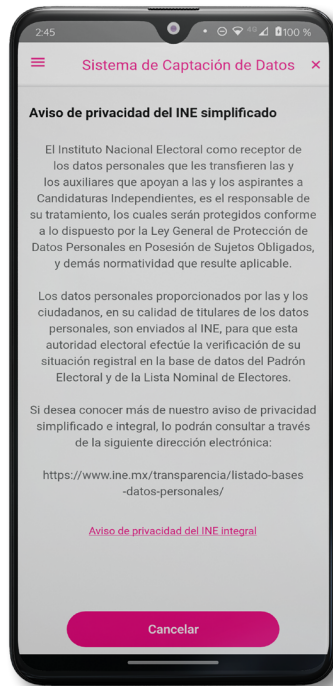 2:45 4G 100 %
Sistema de Captación de Datos ×
Aviso de privacidad del INE simplificado
El Instituto Nacional Electoral como receptor de
los datos personales que les transfieren las y
los auxiliares que apoyan a las y los aspirantes a
Candidaturas Independientes, es el responsable de
su tratamiento, los cuales serán protegidos conforme
a lo dispuesto por la Ley General de Protección de
Datos Personales en Posesión de Sujetos Obligados,
y demás normatividad que resulte aplicable.
Los datos personales proporcionados por las y los
ciudadanos, en su calidad de titulares de los datos
personales, son enviados al INE, para que esta
autoridad electoral efectúe la verificación de su
situación registral en la base de datos del Padrón
Electoral y de la Lista Nominal de Electores.
Si desea conocer más de nuestro aviso de privacidad
simplificado e integral, lo podrán consultar a través
de la siguiente dirección electrónica:
https://www.ine.mx/transparencia/listado-bases
-datos-personales/
Aviso de privacidad del INE integral
Cancelar